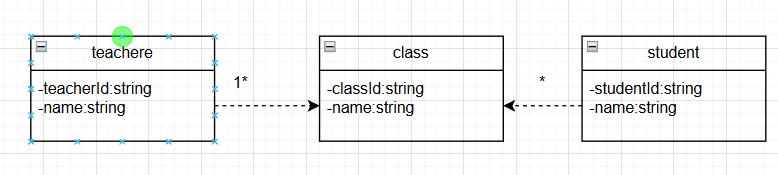 teachere
-teacherId:string
-name:string
1*
class
-classId:string
-name:string
*
student
-studentId:string
-name:string